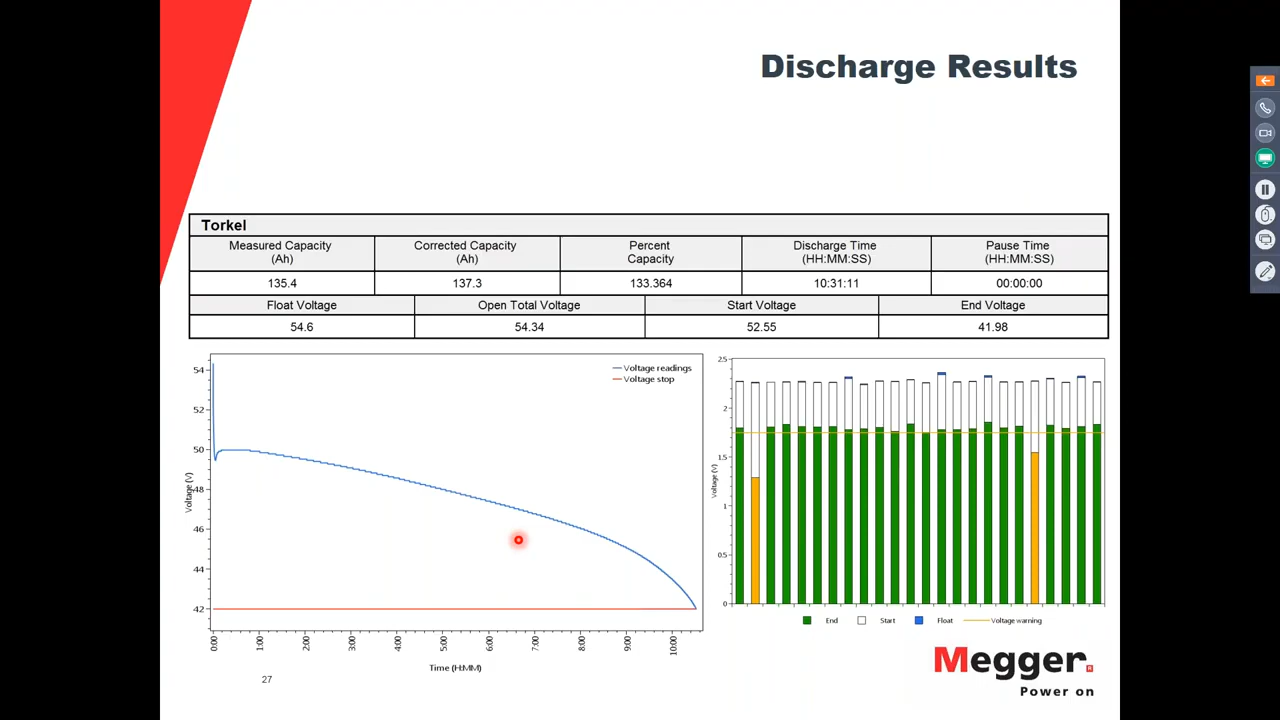 Discharge Results
Torkel
Measured Capacity (Ah) Corrected Capacity (Ah) Percent Capacity Discharge Time (HH:MM:SS) Pause Time (HH:MM:SS)
135.4 137.3 133.364 10:31:11 00:00:00
Float Voltage Open Total Voltage Start Voltage End Voltage
54.6 54.34 52.55 41.98
Voltage readings
Voltage stop
54
52
50
48
46
44
42
Voltage (V)
0:00 1:00 2:00 3:00 4:00 5:00 6:00 7:00 8:00 9:00 10:00
Time (H:MM)
2.5
2
1.5
1
0.5
0
Voltage (V)
End Start Float Voltage warning
Megger.
Power on
27